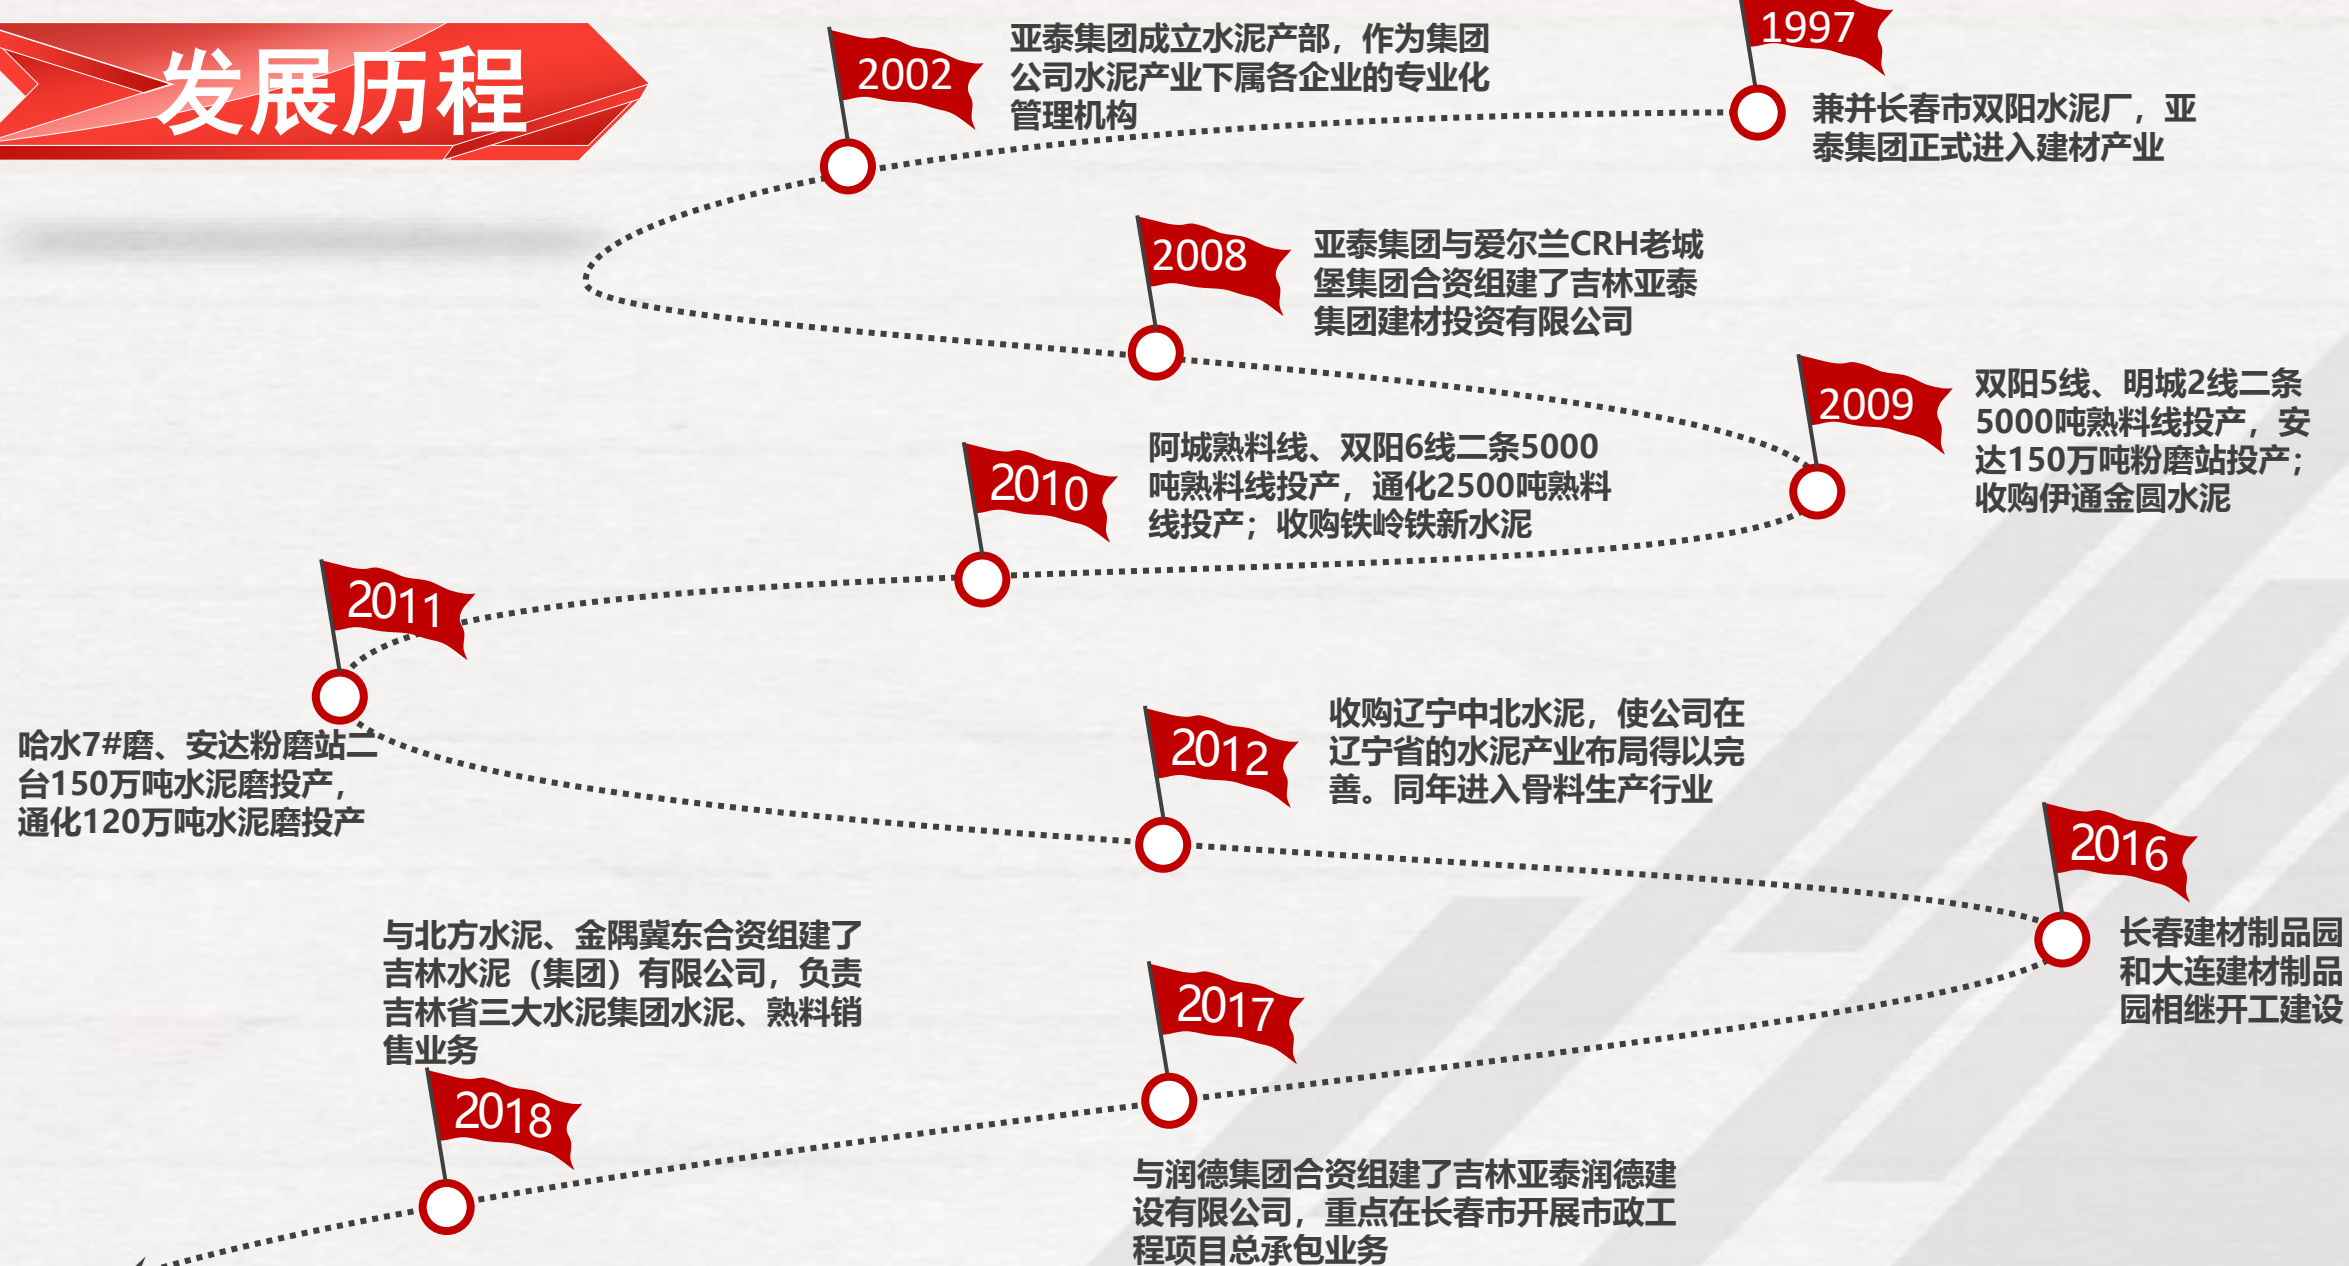 发展历程
1997
兼并长春市双阳水泥厂，亚
泰集团正式进入建材产业
2002
亚泰集团成立水泥产部，作为集团
公司水泥产业下属各企业的专业化
管理机构
2008
亚泰集团与爱尔兰CRH老城
堡集团合资组建了吉林亚泰
集团建材投资有限公司
2009
双阳5线、明城2线二条
5000吨熟料线投产，安
达150万吨粉磨站投产；
收购伊通金圆水泥
2010
阿城熟料线、双阳6线二条5000
吨熟料线投产，通化2500吨熟料
线投产；收购铁岭铁新水泥
2011
哈水7#磨、安达粉磨站二
台150万吨水泥磨投产，
通化120万吨水泥磨投产
2012
收购辽宁中北水泥，使公司在
辽宁省的水泥产业布局得以完
善。同年进入骨料生产行业
2016
长春建材制品园
和大连建材制品
园相继开工建设
2017
与润德集团合资组建了吉林亚泰润德建
设有限公司，重点在长春市开展市政工
程项目总承包业务
2018
与北方水泥、金隅冀东合资组建了
吉林水泥（集团）有限公司，负责
吉林省三大水泥集团水泥、熟料销
售业务